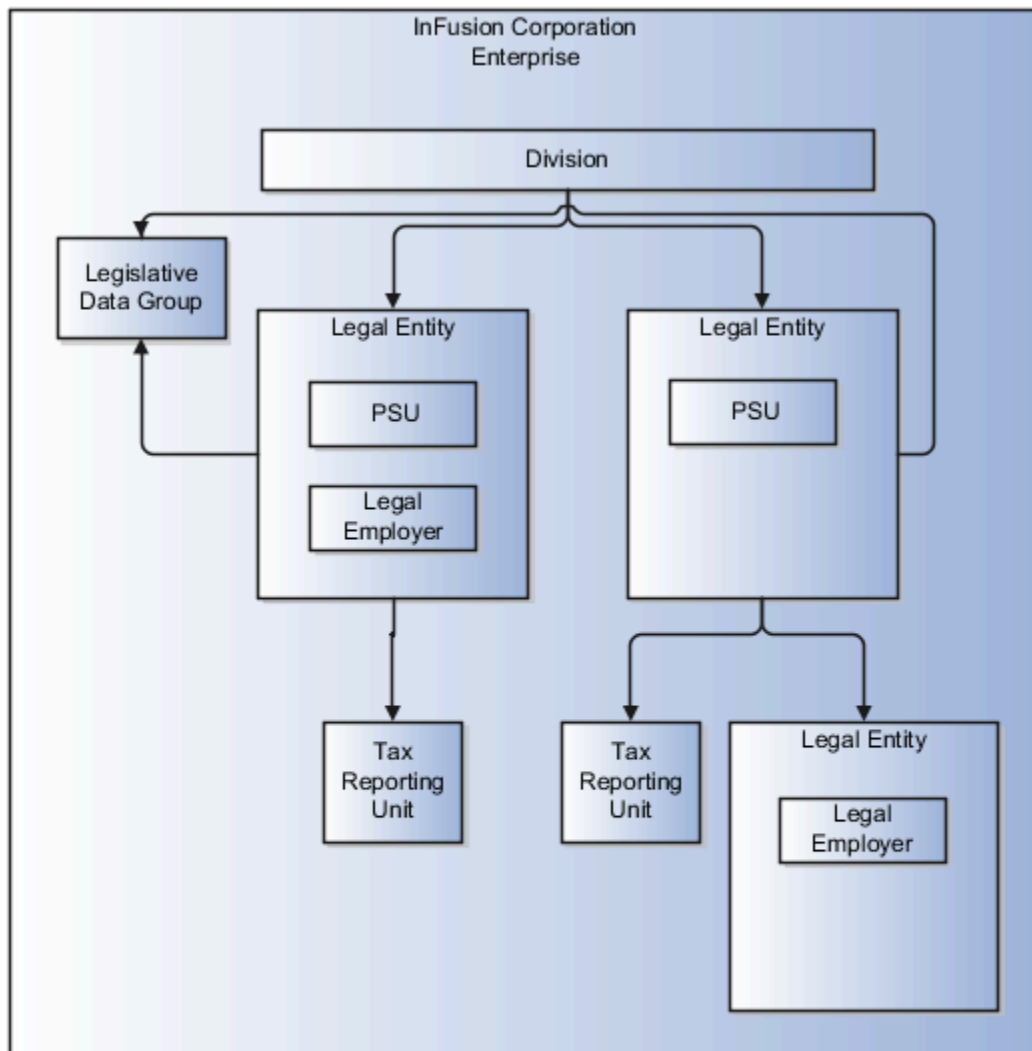 InFusion Corporation
Enterprise
Division
Legislative
Data Group
Legal Entity
PSU
Legal
Employer
Legal Entity
PSU
Tax
Reporting
Unit
Tax
Reporting
Unit
Legal Entity
Legal
Employer